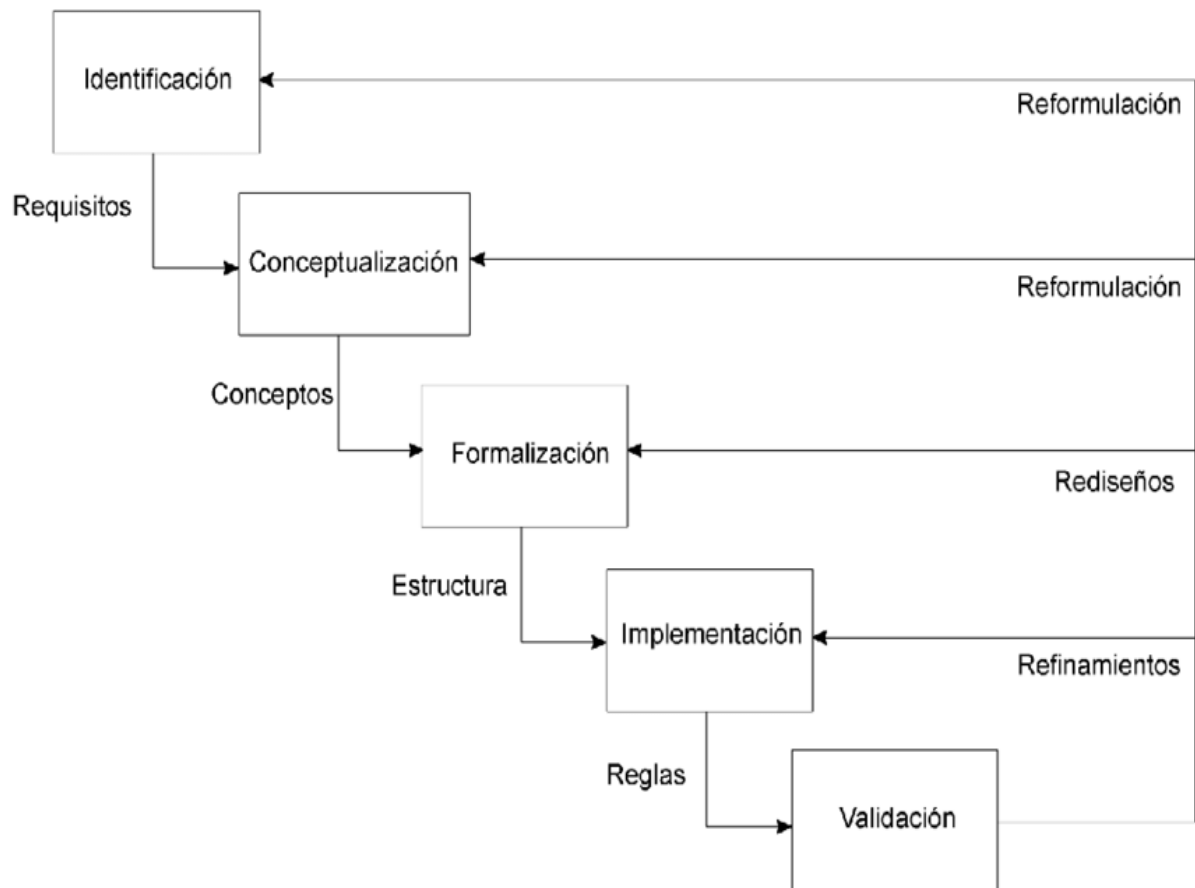 Identificación
Reformulación
Requisitos
Conceptualización
Reformulación
Conceptos
Formalización
Rediseños
Estructura
Implementación
Refinamientos
Reglas
Validación